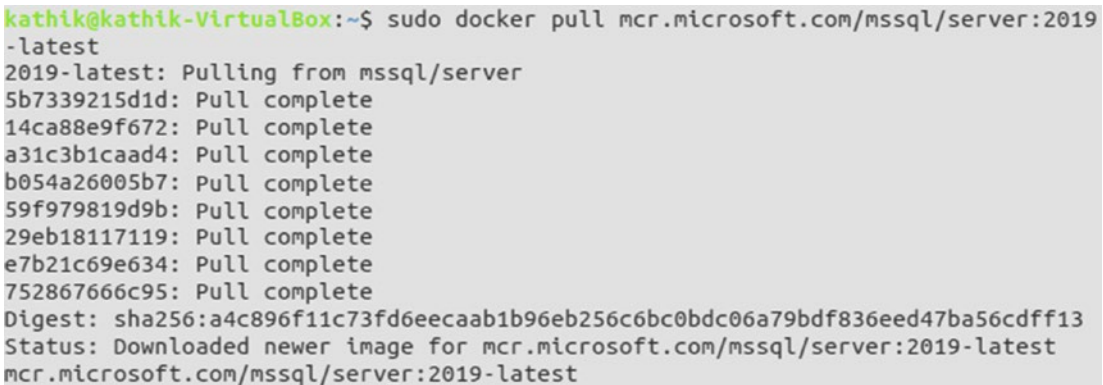 kathik@kathik-VirtualBox:~$ sudo docker pull mcr.microsoft.com/mssql/server:2019
-latest
2019-latest: Pulling from mssql/server
5b7339215d1d: Pull complete
14ca88e9f672: Pull complete
a31c3b1caad4: Pull complete
b054a26005b7: Pull complete
59f979819d9b: Pull complete
29eb18117119: Pull complete
e7b21c69e634: Pull complete
752867666c95: Pull complete
Digest: sha256:a4c896f11c73fd6eecaab1b96eb256c6bc0bdc06a79bdf836eed47ba56cdff13
Status: Downloaded newer image for mcr.microsoft.com/mssql/server:2019-latest
mcr.microsoft.com/mssql/server:2019-latest